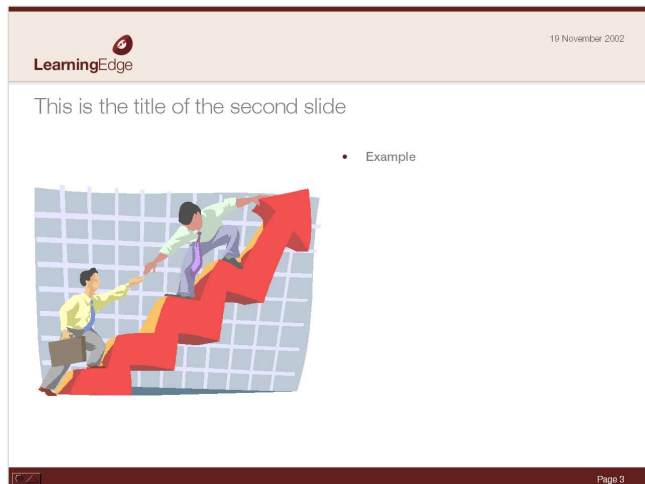 19 November 2002
LearningEdge
This is the title of the second slide
• Example
Page 3